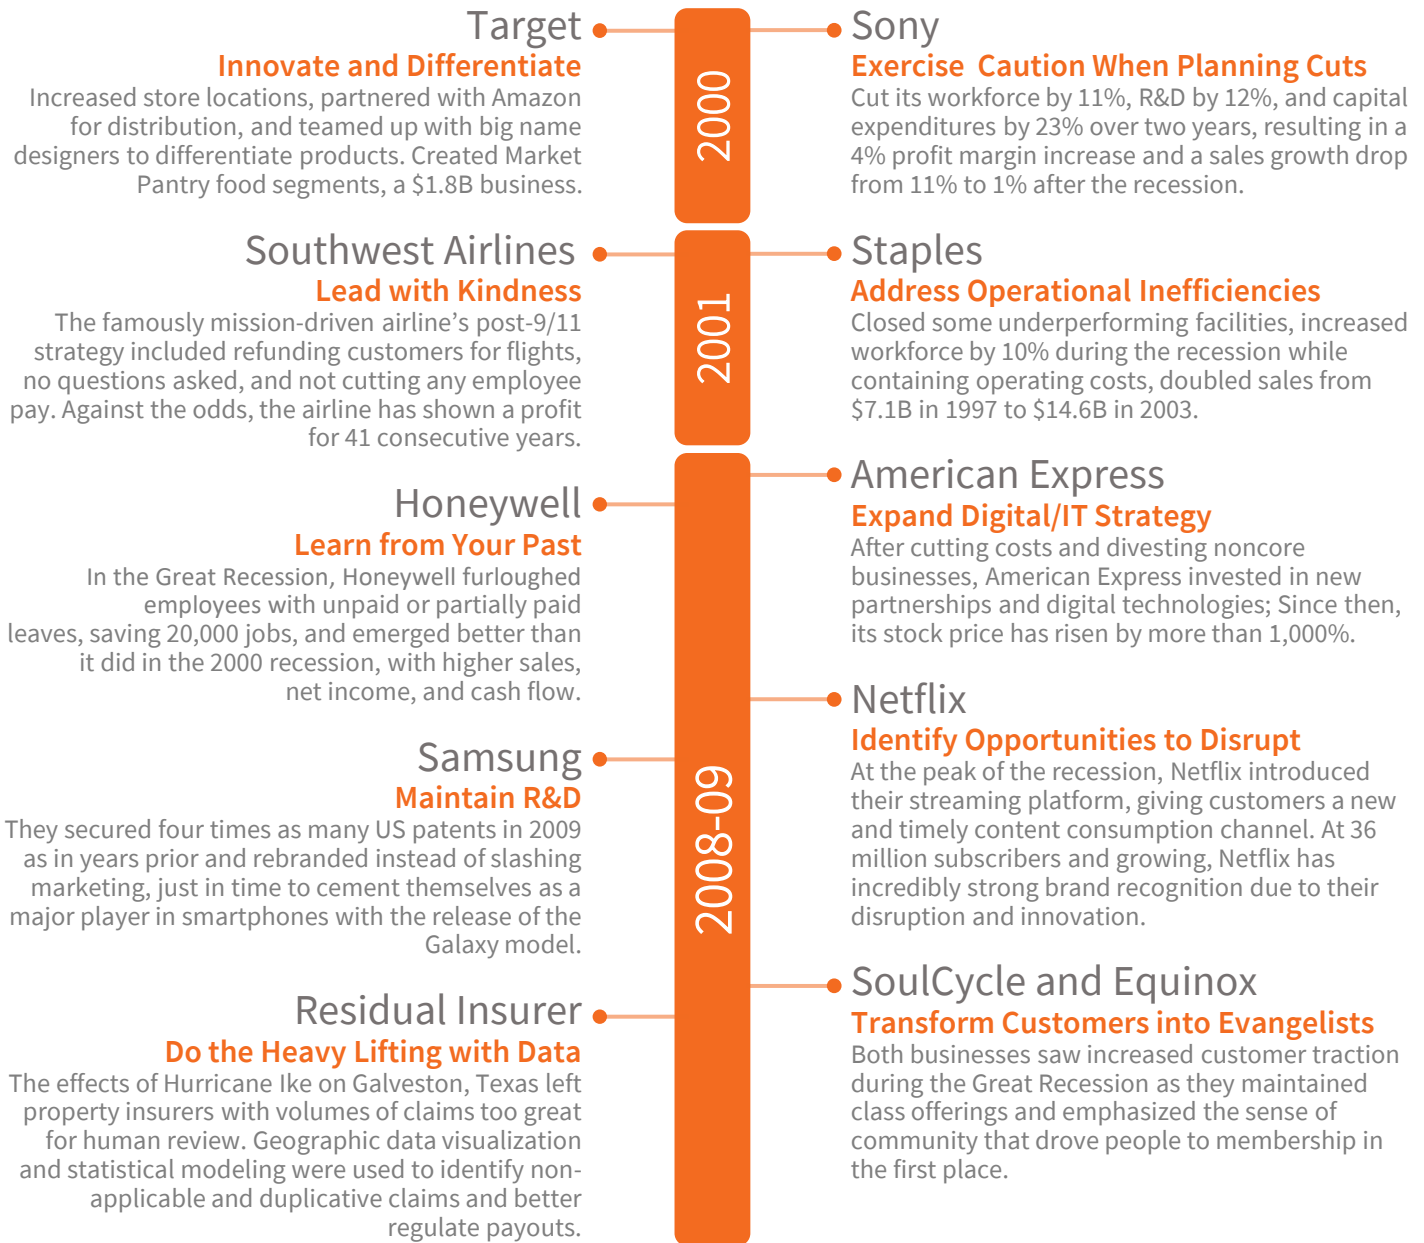 Target
Innovate and Differentiate
Increased store locations, partnered with Amazon
for distribution, and teamed up with big name
designers to differentiate products. Created Market
Pantry food segments, a $1.8B business.
2000
Sony
Exercise Caution When Planning Cuts
Cut its workforce by 11%, R&D by 12%, and capital
expenditures by 23% over two years, resulting in a
4% profit margin increase and a sales growth drop
from 11% to 1% after the recession.
Southwest Airlines
Lead with Kindness
The famously mission-driven airline's post-9/11
strategy included refunding customers for flights,
no questions asked, and not cutting any employee
pay. Against the odds, the airline has shown a profit
for 41 consecutive years.
2001
Staples
Address Operational Inefficiencies
Closed some underperforming facilities, increased
workforce by 10% during the recession while
containing operating costs, doubled sales from
$7.1B in 1997 to $14.6B in 2003.
Honeywell
Learn from Your Past
In the Great Recession, Honeywell furloughed
employees with unpaid or partially paid
leaves, saving 20,000 jobs, and emerged better than
it did in the 2000 recession, with higher sales,
net income, and cash flow.
2008-09
American Express
Expand Digital/IT Strategy
After cutting costs and divesting noncore
businesses, American Express invested in new
partnerships and digital technologies; Since then,
its stock price has risen by more than 1,000%.
Samsung
Maintain R&D
They secured four times as many US patents in 2009
as in years prior and rebranded instead of slashing
marketing, just in time to cement themselves as a
major player in smartphones with the release of the
Galaxy model.
Netflix
Identify Opportunities to Disrupt
At the peak of the recession, Netflix introduced
their streaming platform, giving customers a new
and timely content consumption channel. At 36
million subscribers and growing, Netflix has
incredibly strong brand recognition due to their
disruption and innovation.
Residual Insurer
Do the Heavy Lifting with Data
The effects of Hurricane Ike on Galveston, Texas left
property insurers with volumes of claims too great
for human review. Geographic data visualization
and statistical modeling were used to identify non-
applicable and duplicative claims and better
regulate payouts.
SoulCycle and Equinox
Transform Customers into Evangelists
Both businesses saw increased customer traction
during the Great Recession as they maintained
class offerings and emphasized the sense of
community that drove people to membership in
the first place.